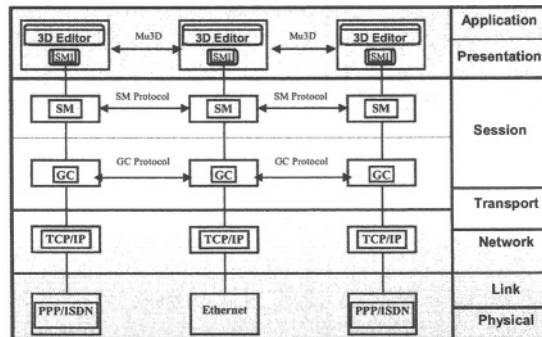 Application
Mu3D Mu3D
3D Editor 3D Editor 3D Editor
SMI SMI SMI
Presentation
SM Protocol SM Protocol
SM SM SM
Session
GC Protocol GC Protocol
GC GC GC
Transport
TCP/IP TCP/IP TCP/IP
Network
Link
PPP/ISDN Ethernet PPP/ISDN
Physical